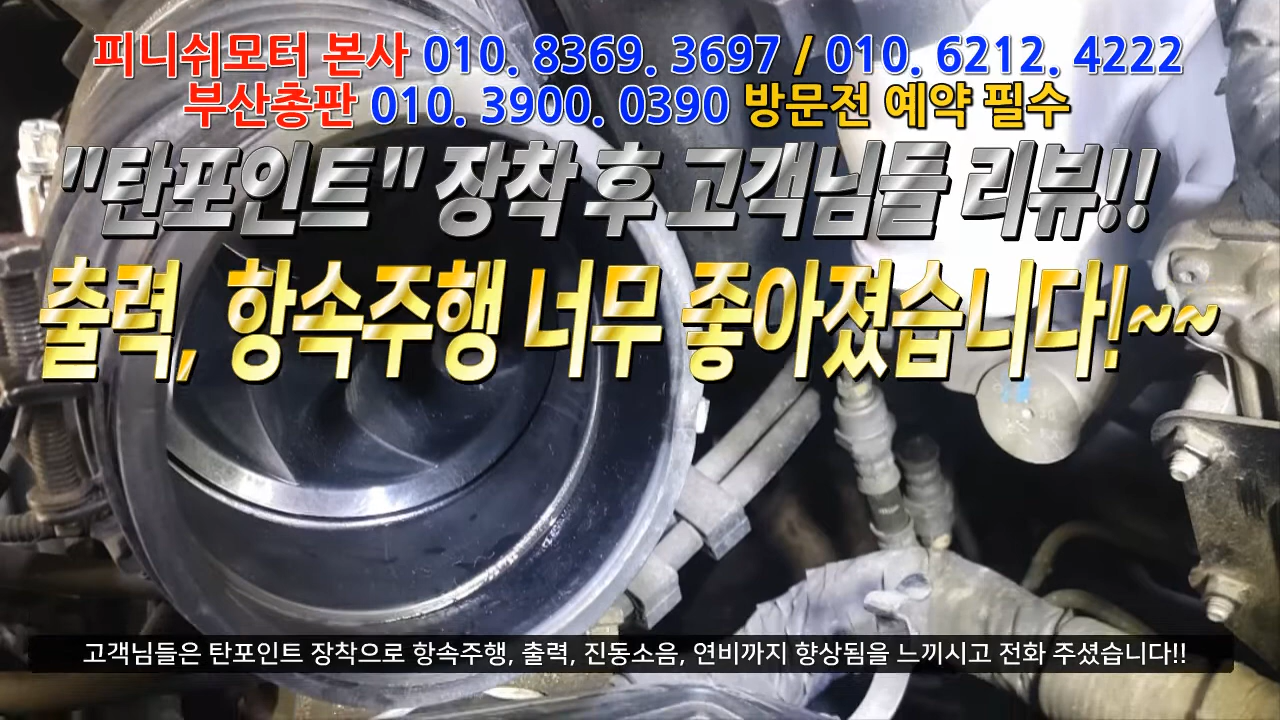 피니쉬모터 본사 010. 8369. 3697 / 010. 6212. 4222
부산총판 010. 3900. 0390 방문전 예약 필수
"탄포인트" 장착 후 고객님들 리뷰!!
출력, 항속주행 너무 좋아졌습니다!~~
고객님들은 탄포인트 장착으로 항속주행, 출력, 진동소음, 연비까지 향상됨을 느끼시고 전화 주셨습니다!!